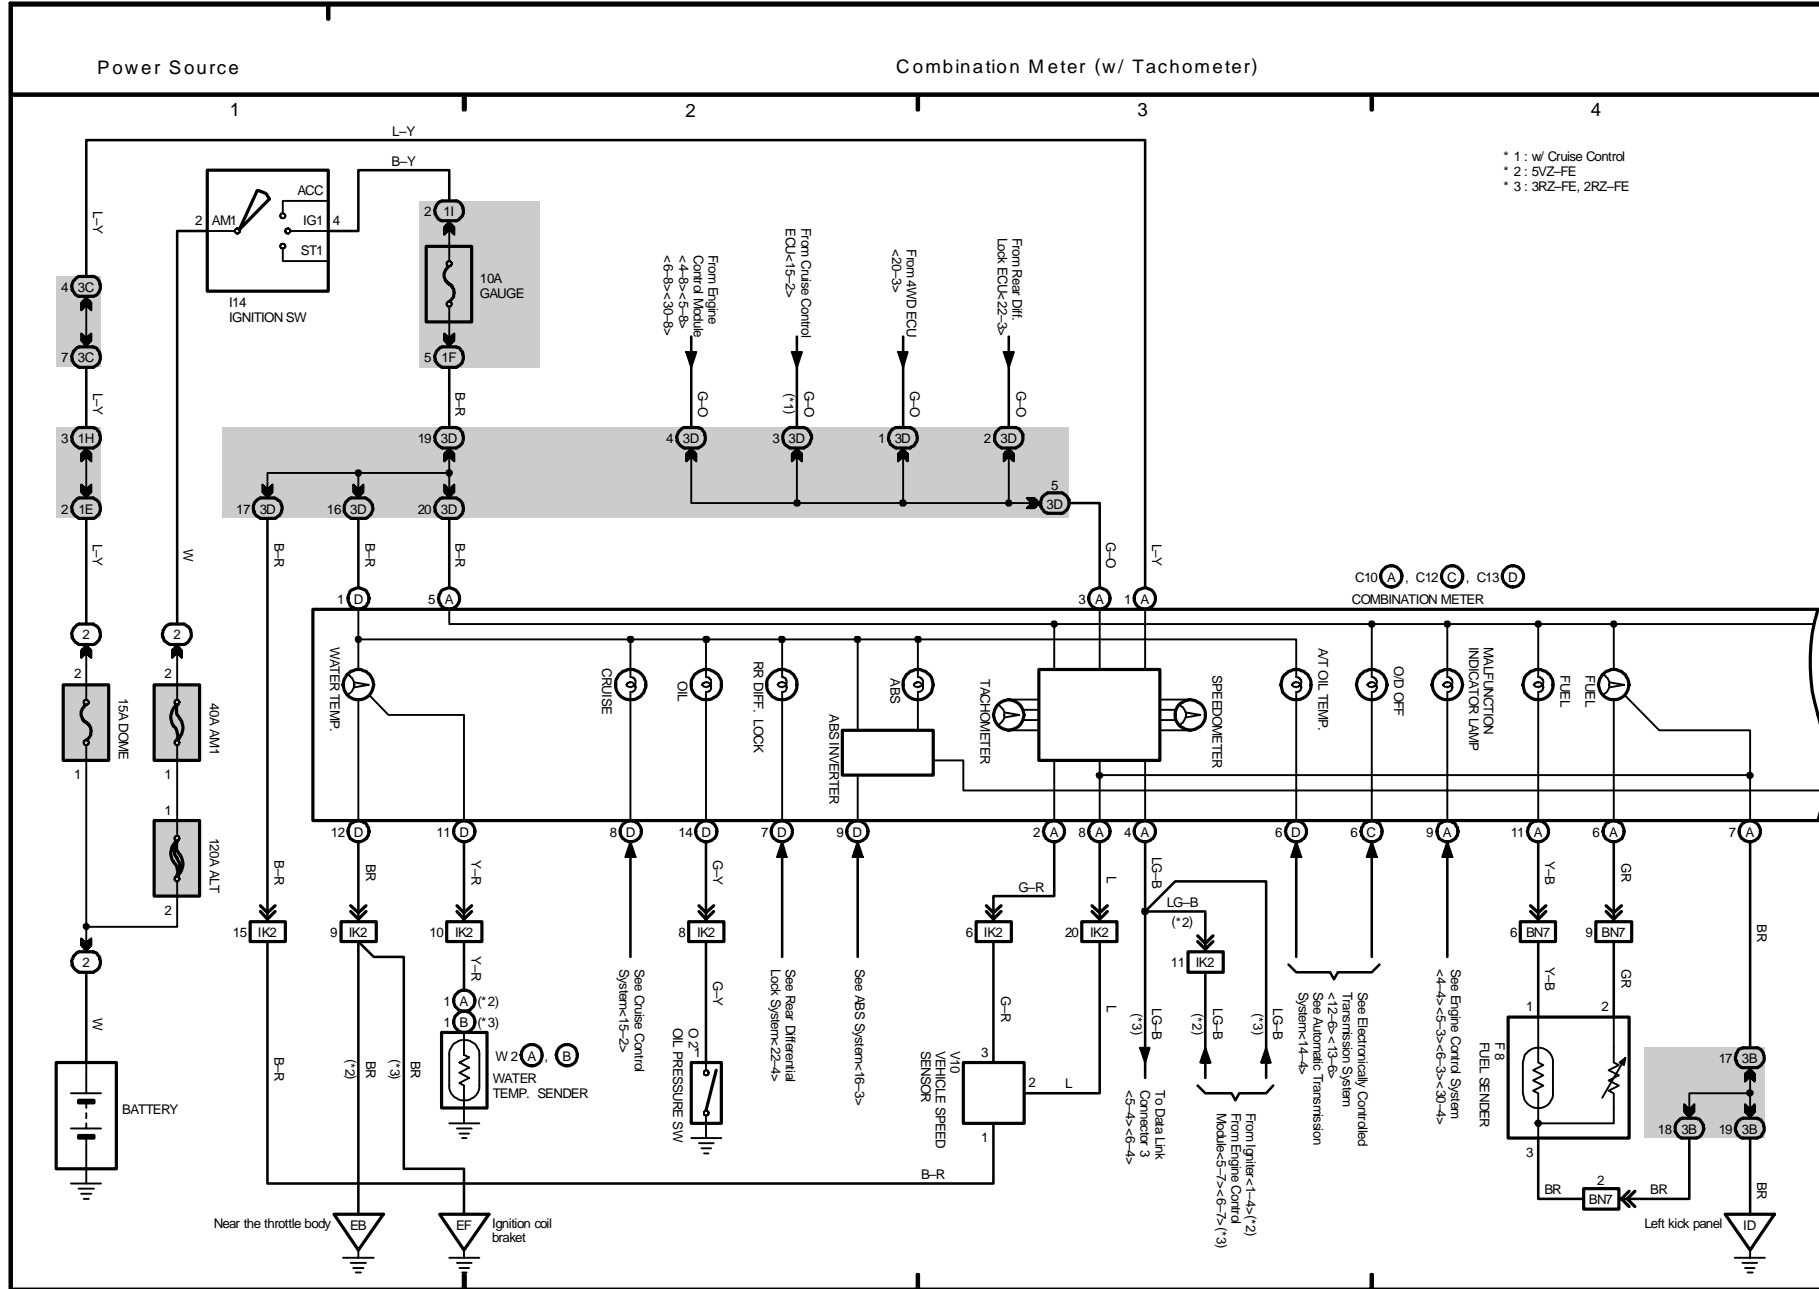 Power Source
Combination Meter (w/ Tachometer)
1
2
3
4
* 1 : w/ Cruise Control
* 2 : 5VZ–FE
* 3 : 3RZ–FE, 2RZ–FE
L–Y
B–Y
L–Y
2
AM1
ACC
IG1
4
ST1
I14
IGNITION SW
2
1I
10A
GAUGE
5
1F
B–R
4
3C
7
3C
L–Y
3
1H
2
1E
L–Y
W
From Engine
Control Module
<4–8><5–8>
<6–8><30–8>
G–O
From Cruise Control
ECU<15–2>
G–O
(*1)
From 4WD ECU
<20–3>
G–O
From Rear Diff.
Lock ECU<22–3>
G–O
19
3D
4
3D
3
3D
1
3D
2
3D
17
3D
16
3D
20
3D
5
3D
B–R
B–R
B–R
G–O
L–Y
C10
A
, C12
C
, C13
D
COMBINATION METER
1
D
5
A
3
A
1
A
WATER TEMP.
CRUISE
OIL
RR DIFF. LOCK
ABS INVERTER
ABS
TACHOMETER
SPEEDOMETER
A/T OIL TEMP.
O/D OFF
MALFUNCTION
INDICATOR LAMP
FUEL
FUEL
2
2
2
2
15A DOME
40A AM1
1
1
1
120A ALT
2
2
W
BATTERY
12
D
11
D
8
D
14
D
7
D
9
D
2
A
8
A
4
A
6
D
6
C
9
A
11
A
6
A
7
A
B–R
BR
Y–R
G–Y
G–R
L
LG–B
LG–B
(*2)
Y–B
GR
BR
15
IK2
9
IK2
10
IK2
8
IK2
6
IK2
20
IK2
11
IK2
6
BN7
9
BN7
B–R
BR
(*2)
BR
(*3)
Y–R
1
A
(*2)
1
B
(*3)
W 2
A
,
B
WATER
TEMP. SENDER
See Cruise Control
System<15–2>
G–Y
O 2
1
OIL PRESSURE SW
See Rear Differential
Lock System<22–4>
See ABS System<16–3>
G–R
L
V10
VEHICLE SPEED
SENSOR
3
2
L
1
B–R
LG–B
(*3)
To Data Link
Connector 3
<5–4><6–4>
LG–B
(*2)
LG–B
(*3)
From Igniter<1–4>(*2)
From Engine Control
Module<5–7><6–7>(*3)
See Electronically Controlled
Transmission System
<12–6><13–6>
See Automatic Transmission
System<14–4>
See Engine Control System
<4–4><5–3><6–3><30–4>
Y–B
GR
1
2
F 8
FUEL SENDER
3
BR
2
BN7
BR
17
3B
18
3B
19
3B
BR
Near the throttle body
EB
EF
Ignition coil
braket
Left kick panel
ID